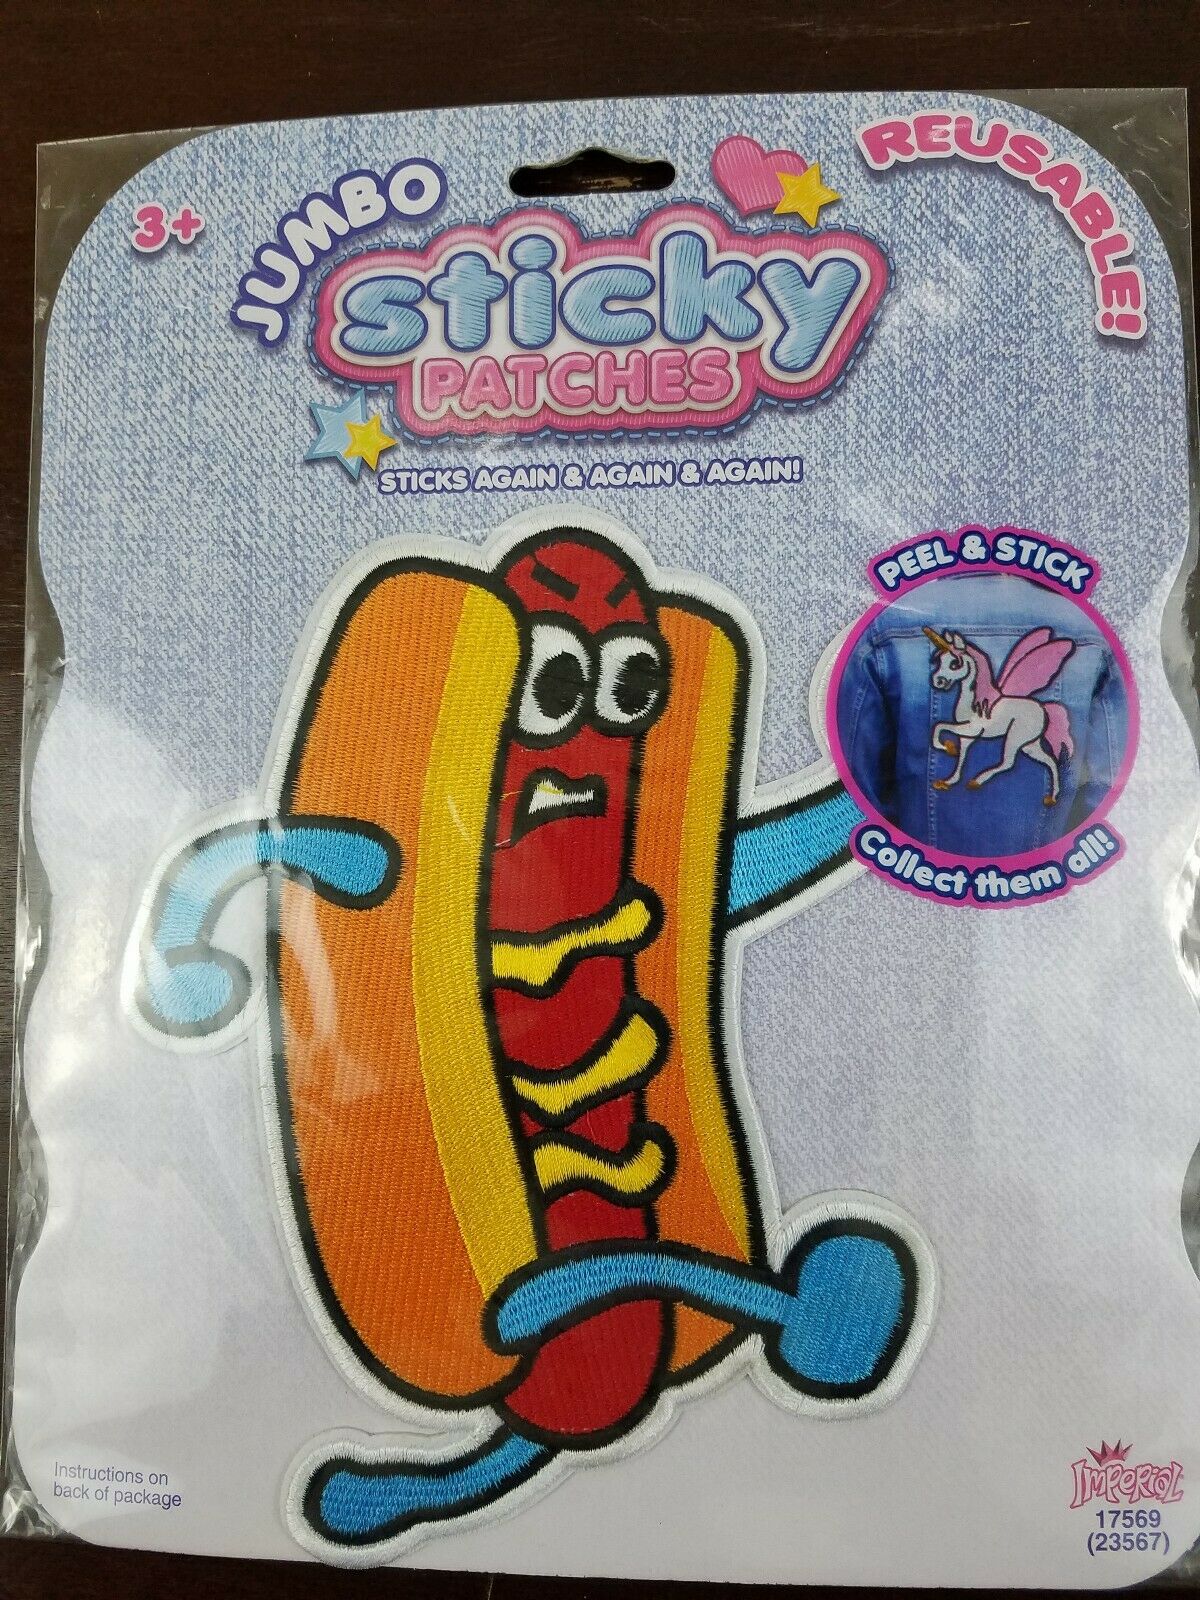 3+
JUMBO
sticky
PATCHES
REUSABLE!
STICKS AGAIN & AGAIN & AGAIN!
PEEL & STICK
Collect them all!
Instructions on
back of package
IMPERIAL
17569
(23567)